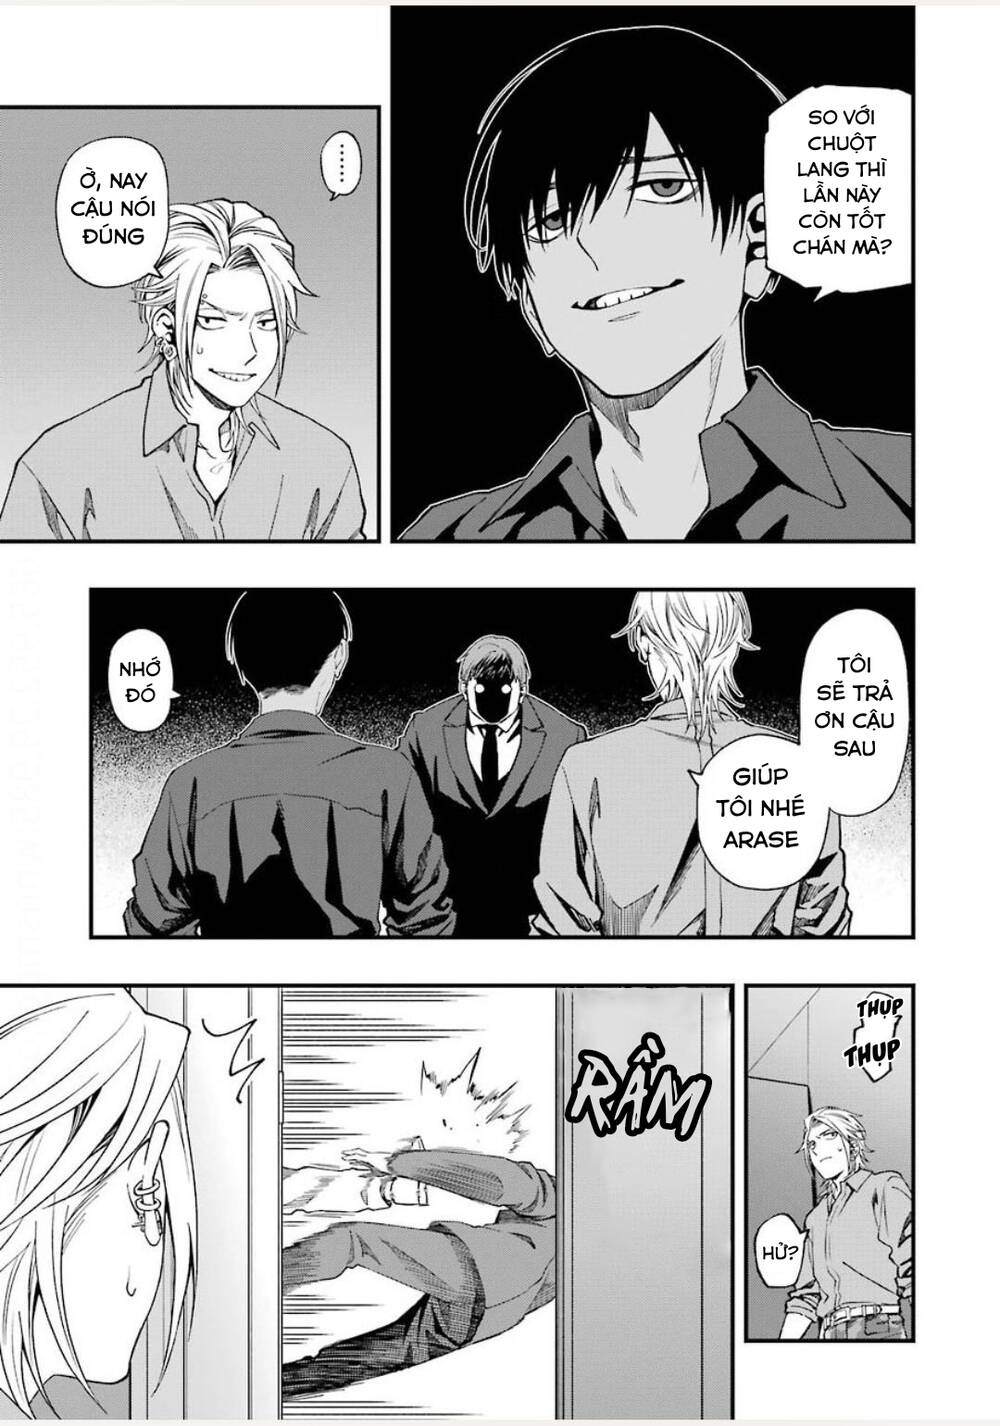 SO VỚI
CHUỘT
LANG THÌ
LẦN NÀY
CÒN TỐT
CHÁN MÀ?
......
Ờ, NAY
CẬU NÓI
ĐÚNG
TÔI
SẼ TRẢ
ƠN CẬU
SAU
GIÚP
TÔI NHÉ
ARASE
NHỚ
ĐÓ
THỤP
THỤP
HỬ?
RẦM